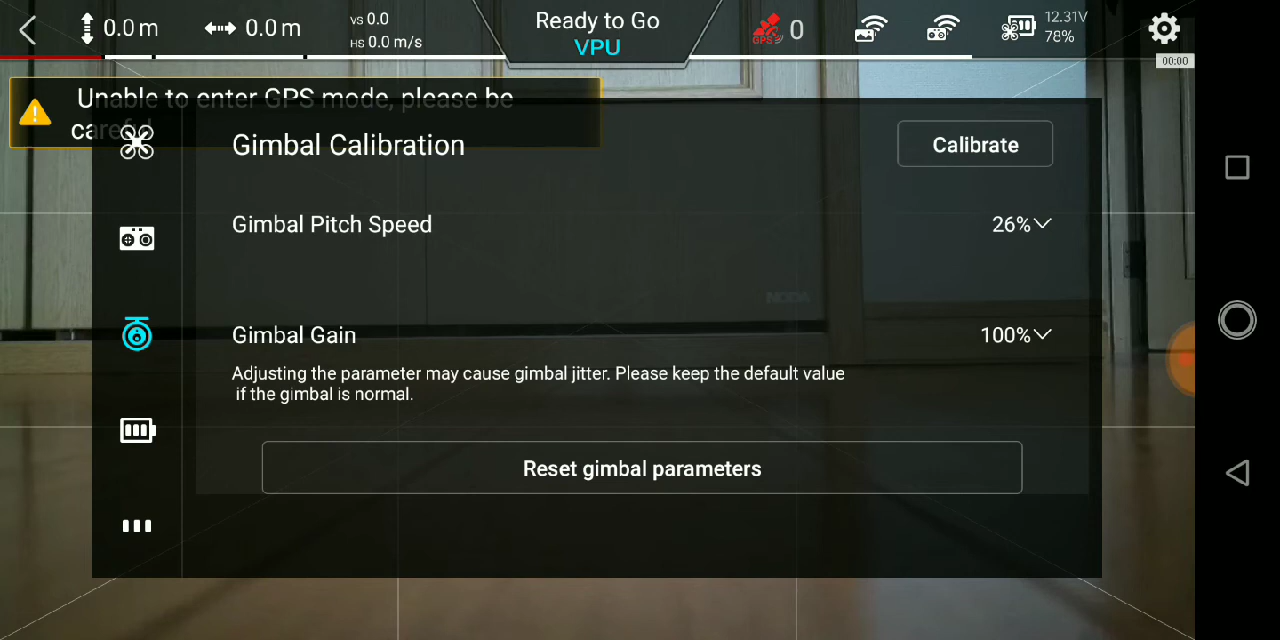 0.0 m
0.0 m
VS 0.0
HS 0.0 m/s
Ready to Go
VPU
GPS
0
12.31V
78%
00:00
Unable to enter GPS mode, please be
careful
Gimbal Calibration
Calibrate
Gimbal Pitch Speed
26%
Gimbal Gain
100%
Adjusting the parameter may cause gimbal jitter. Please keep the default value
if the gimbal is normal.
Reset gimbal parameters